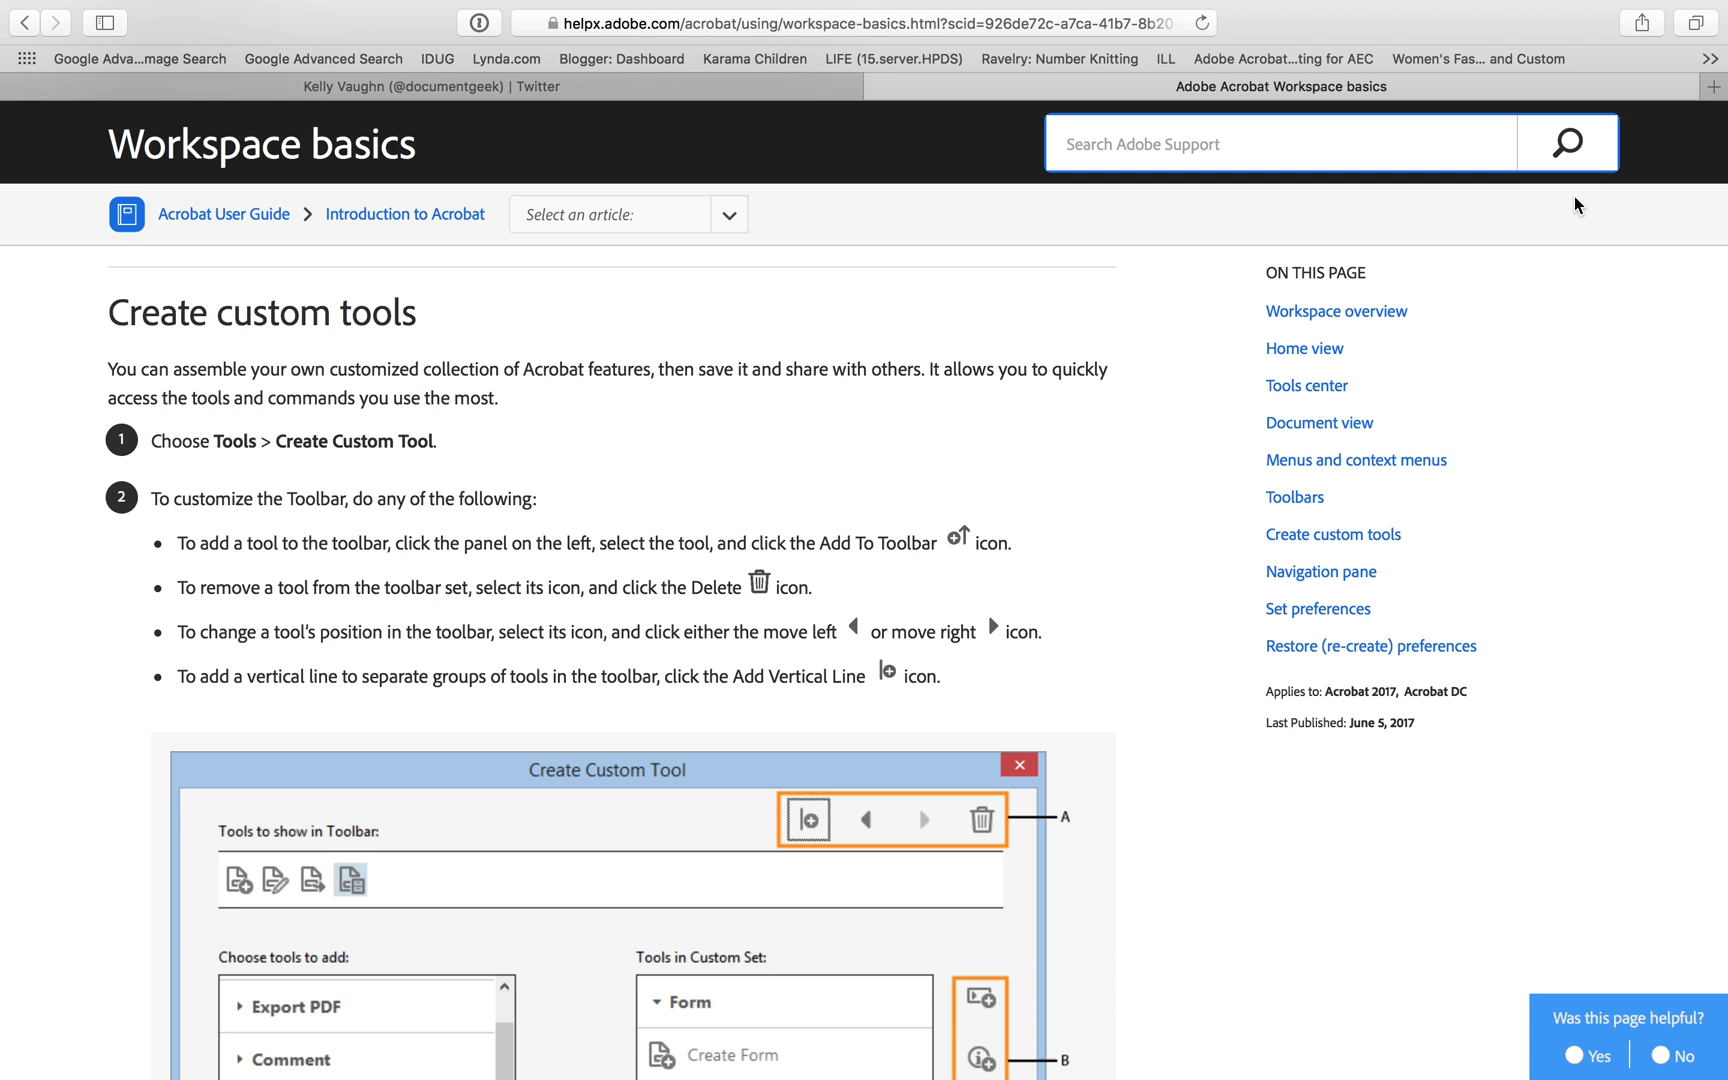 helpx.adobe.com/acrobat/using/workspace-basics.html?scid=926de72c-a7ca-41b7-8b20-
Google Adva...mage Search Google Advanced Search IDUG Lynda.com Blogger: Dashboard Karama Children LIFE (15.server.HPDS) Ravelry: Number Knitting ILL Adobe Acrobat...ting for AEC Women's Fas... and Custom >>
Kelly Vaughn (@documentgeek) | Twitter Adobe Acrobat Workspace basics +
Workspace basics
Search Adobe Support
Acrobat User Guide > Introduction to Acrobat Select an article:
Create custom tools
You can assemble your own customized collection of Acrobat features, then save it and share with others. It allows you to quickly
access the tools and commands you use the most.
1 Choose Tools > Create Custom Tool.
2 To customize the Toolbar, do any of the following:
• To add a tool to the toolbar, click the panel on the left, select the tool, and click the Add To Toolbar icon.
• To remove a tool from the toolbar set, select its icon, and click the Delete icon.
• To change a tool's position in the toolbar, select its icon, and click either the move left or move right icon.
• To add a vertical line to separate groups of tools in the toolbar, click the Add Vertical Line icon.
Create Custom Tool
Tools to show in Toolbar:
A
Choose tools to add: Tools in Custom Set:
Export PDF
Form
Comment
Create Form
B
ON THIS PAGE
Workspace overview
Home view
Tools center
Document view
Menus and context menus
Toolbars
Create custom tools
Navigation pane
Set preferences
Restore (re-create) preferences
Applies to: Acrobat 2017, Acrobat DC
Last Published: June 5, 2017
Was this page helpful?
Yes | No